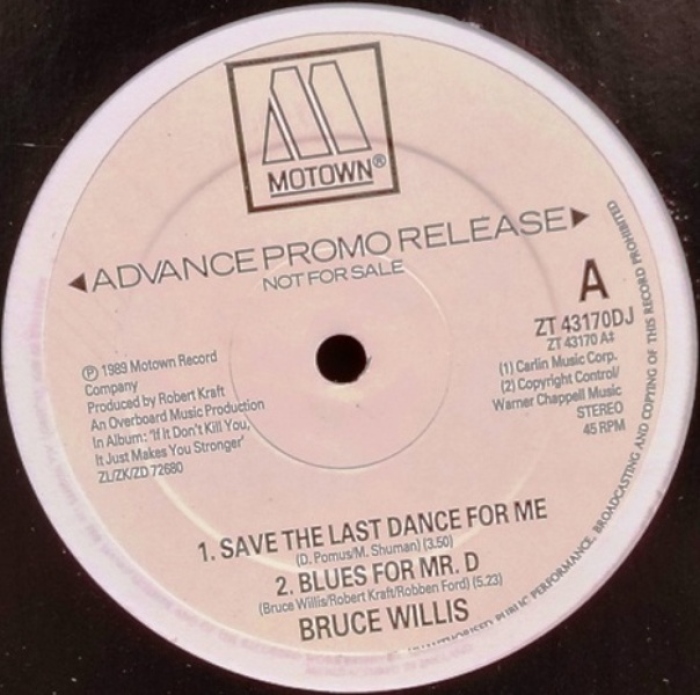 MOTOWN®
◀ADVANCE PROMO RELEASE▶
NOT FOR SALE
A
ZT 43170DJ
ZT 43170 A‡
(1) Carlin Music Corp.
(2) Copyright Control/
Warner Chappell Music
STEREO
45 RPM
℗ 1989 Motown Record
Company
Produced by Robert Kraft
An Overboard Music Production
In Album: 'If It Don't Kill You,
It Just Makes You Stronger'
ZL/ZK/ZD 72680
1. SAVE THE LAST DANCE FOR ME
(D. Pomus/M. Shuman) (3.50)
2. BLUES FOR MR. D
(Bruce Willis/Robert Kraft/Robben Ford) (5.23)
BRUCE WILLIS
PUBLIC PERFORMANCE, BROADCASTING AND COPYING OF THIS RECORD PROHIBITED